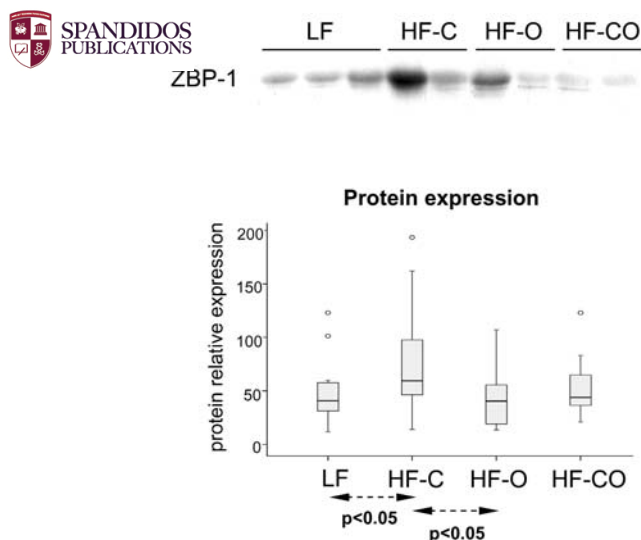 SPANDIDOS
PUBLICATIONS
LF HF-C HF-O HF-CO
ZBP-1
Protein expression
protein relative expression
200
150
100
50
0
LF HF-C HF-O HF-CO
p<0.05
p<0.05